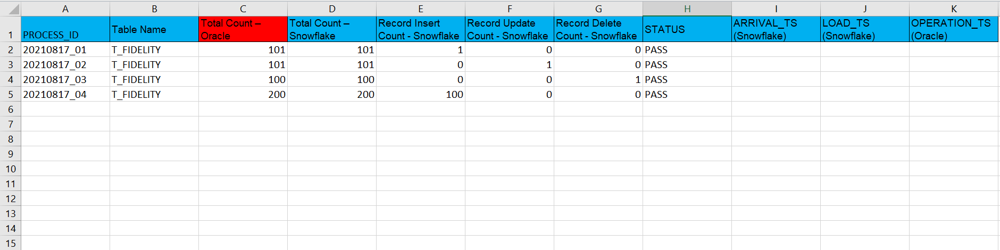 A B C D E F G H I J K
1 PROCESS_ID Table Name Total Count – Oracle Total Count – Snowflake Record Insert Count - Snowflake Record Update Count - Snowflake Record Delete Count - Snowflake STATUS ARRIVAL_TS (Snowflake) LOAD_TS (Snowflake) OPERATION_TS (Oracle)
2 20210817_01 T_FIDELITY 101 101 1 0 0 PASS
3 20210817_02 T_FIDELITY 101 101 0 1 0 PASS
4 20210817_03 T_FIDELITY 100 100 0 0 1 PASS
5 20210817_04 T_FIDELITY 200 200 100 0 0 PASS
6
7
8
9
10
11
12
13
14
15